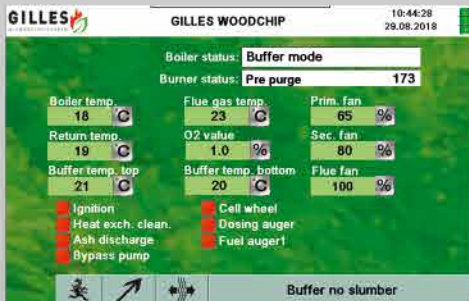 GILLES
GILLES WOODCHIP
10:44:28
29.08.2018
Boiler status: Buffer mode
Burner status: Pre purge 173
Boiler temp. Flue gas temp. Prim. fan
18 °C 23 °C 65 %
Return temp. O2 value Sec. fan
19 °C 1.0 % 80 %
Buffer temp. top Buffer temp. bottom Flue fan
21 °C 20 °C 100 %
Ignition Cell wheel
Heat exch. clean. Dosing auger
Ash discharge Fuel auger1
Bypass pump
Buffer no slumber